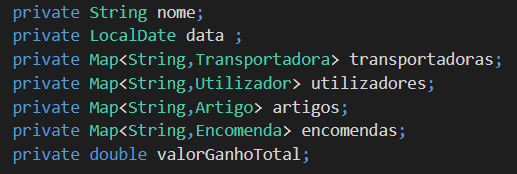 private String nome;
private LocalDate data ;
private Map<String,Transportadora> transportadoras;
private Map<String,Utilizador> utilizadores;
private Map<String,Artigo> artigos;
private Map<String,Encomenda> encomendas;
private double valorGanhoTotal;